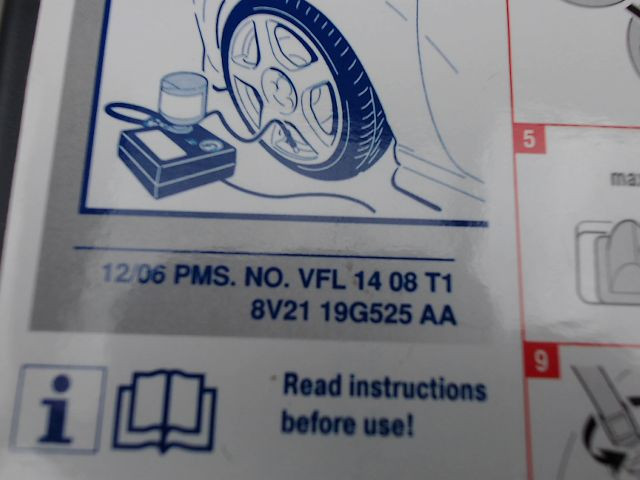 12/06 PMS. NO. VFL 14 08 T1
8V21 19G525 AA
i
Read instructions
before use!
5
9